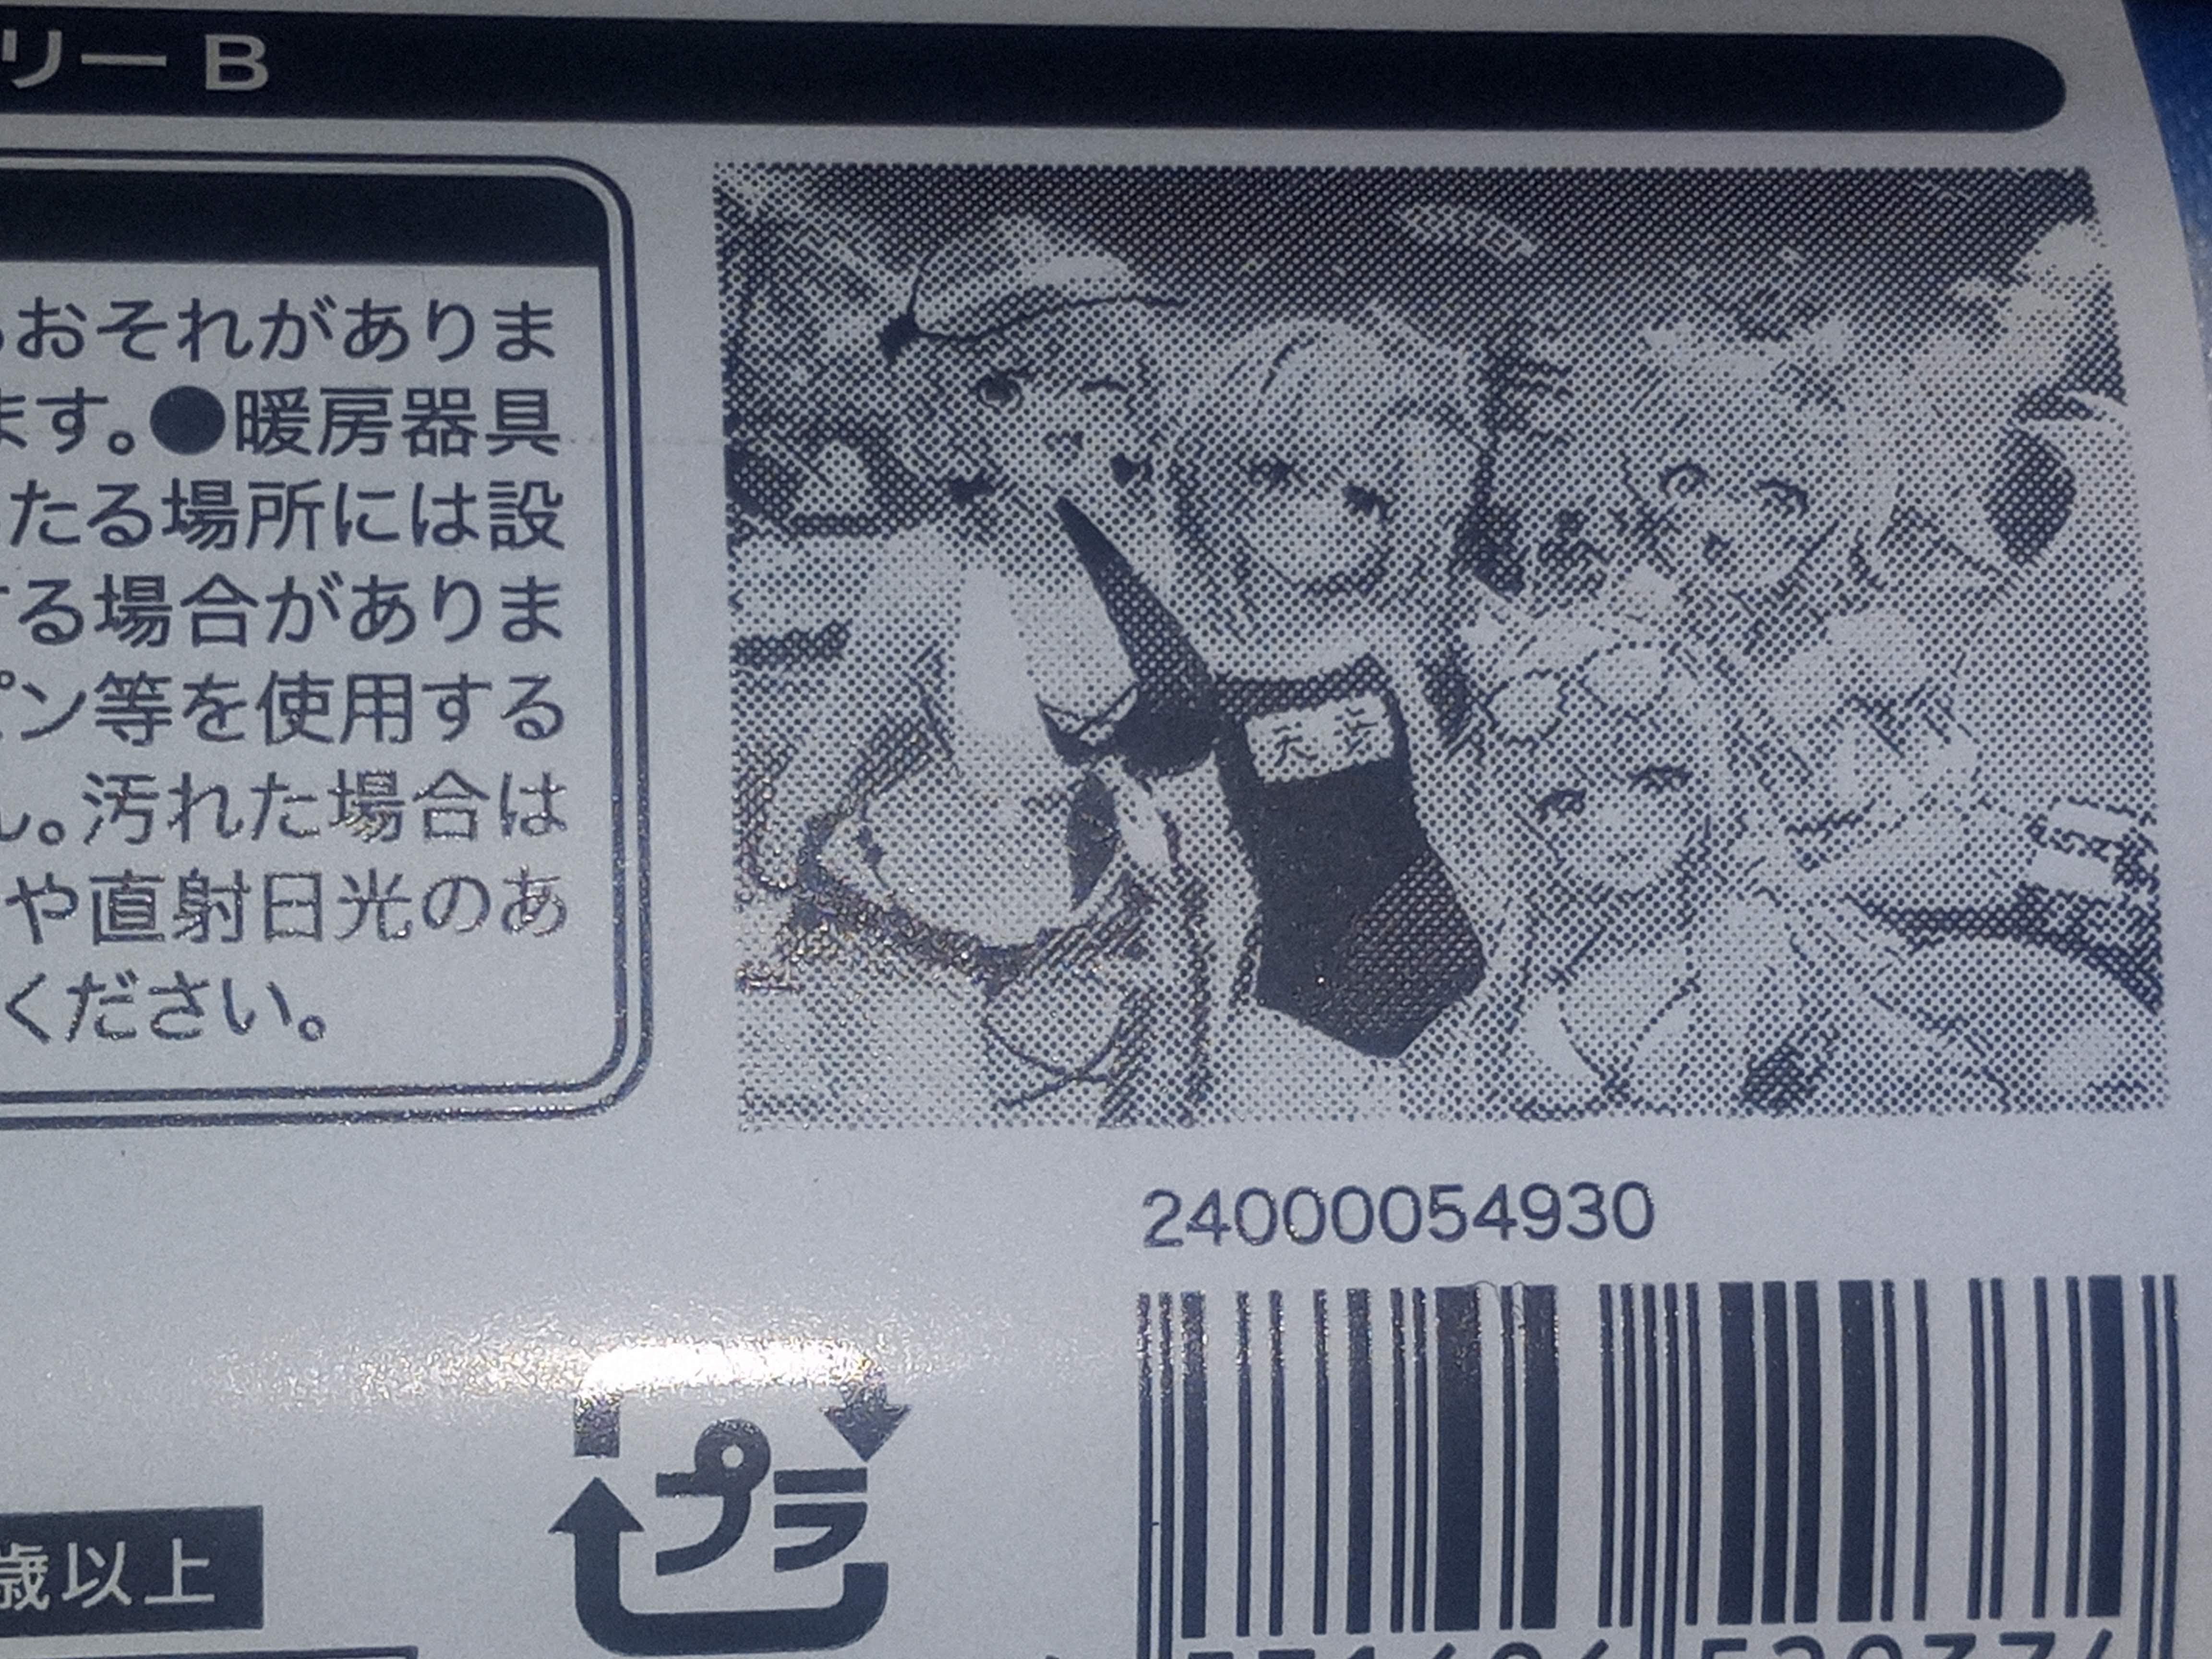 リー B
おそれがありま
ます。●暖房器具
たる場所には設
する場合がありま
ピン等を使用する
ん。汚れた場合は
や直射日光のあ
ください。
24000054930
プラ
歳以上